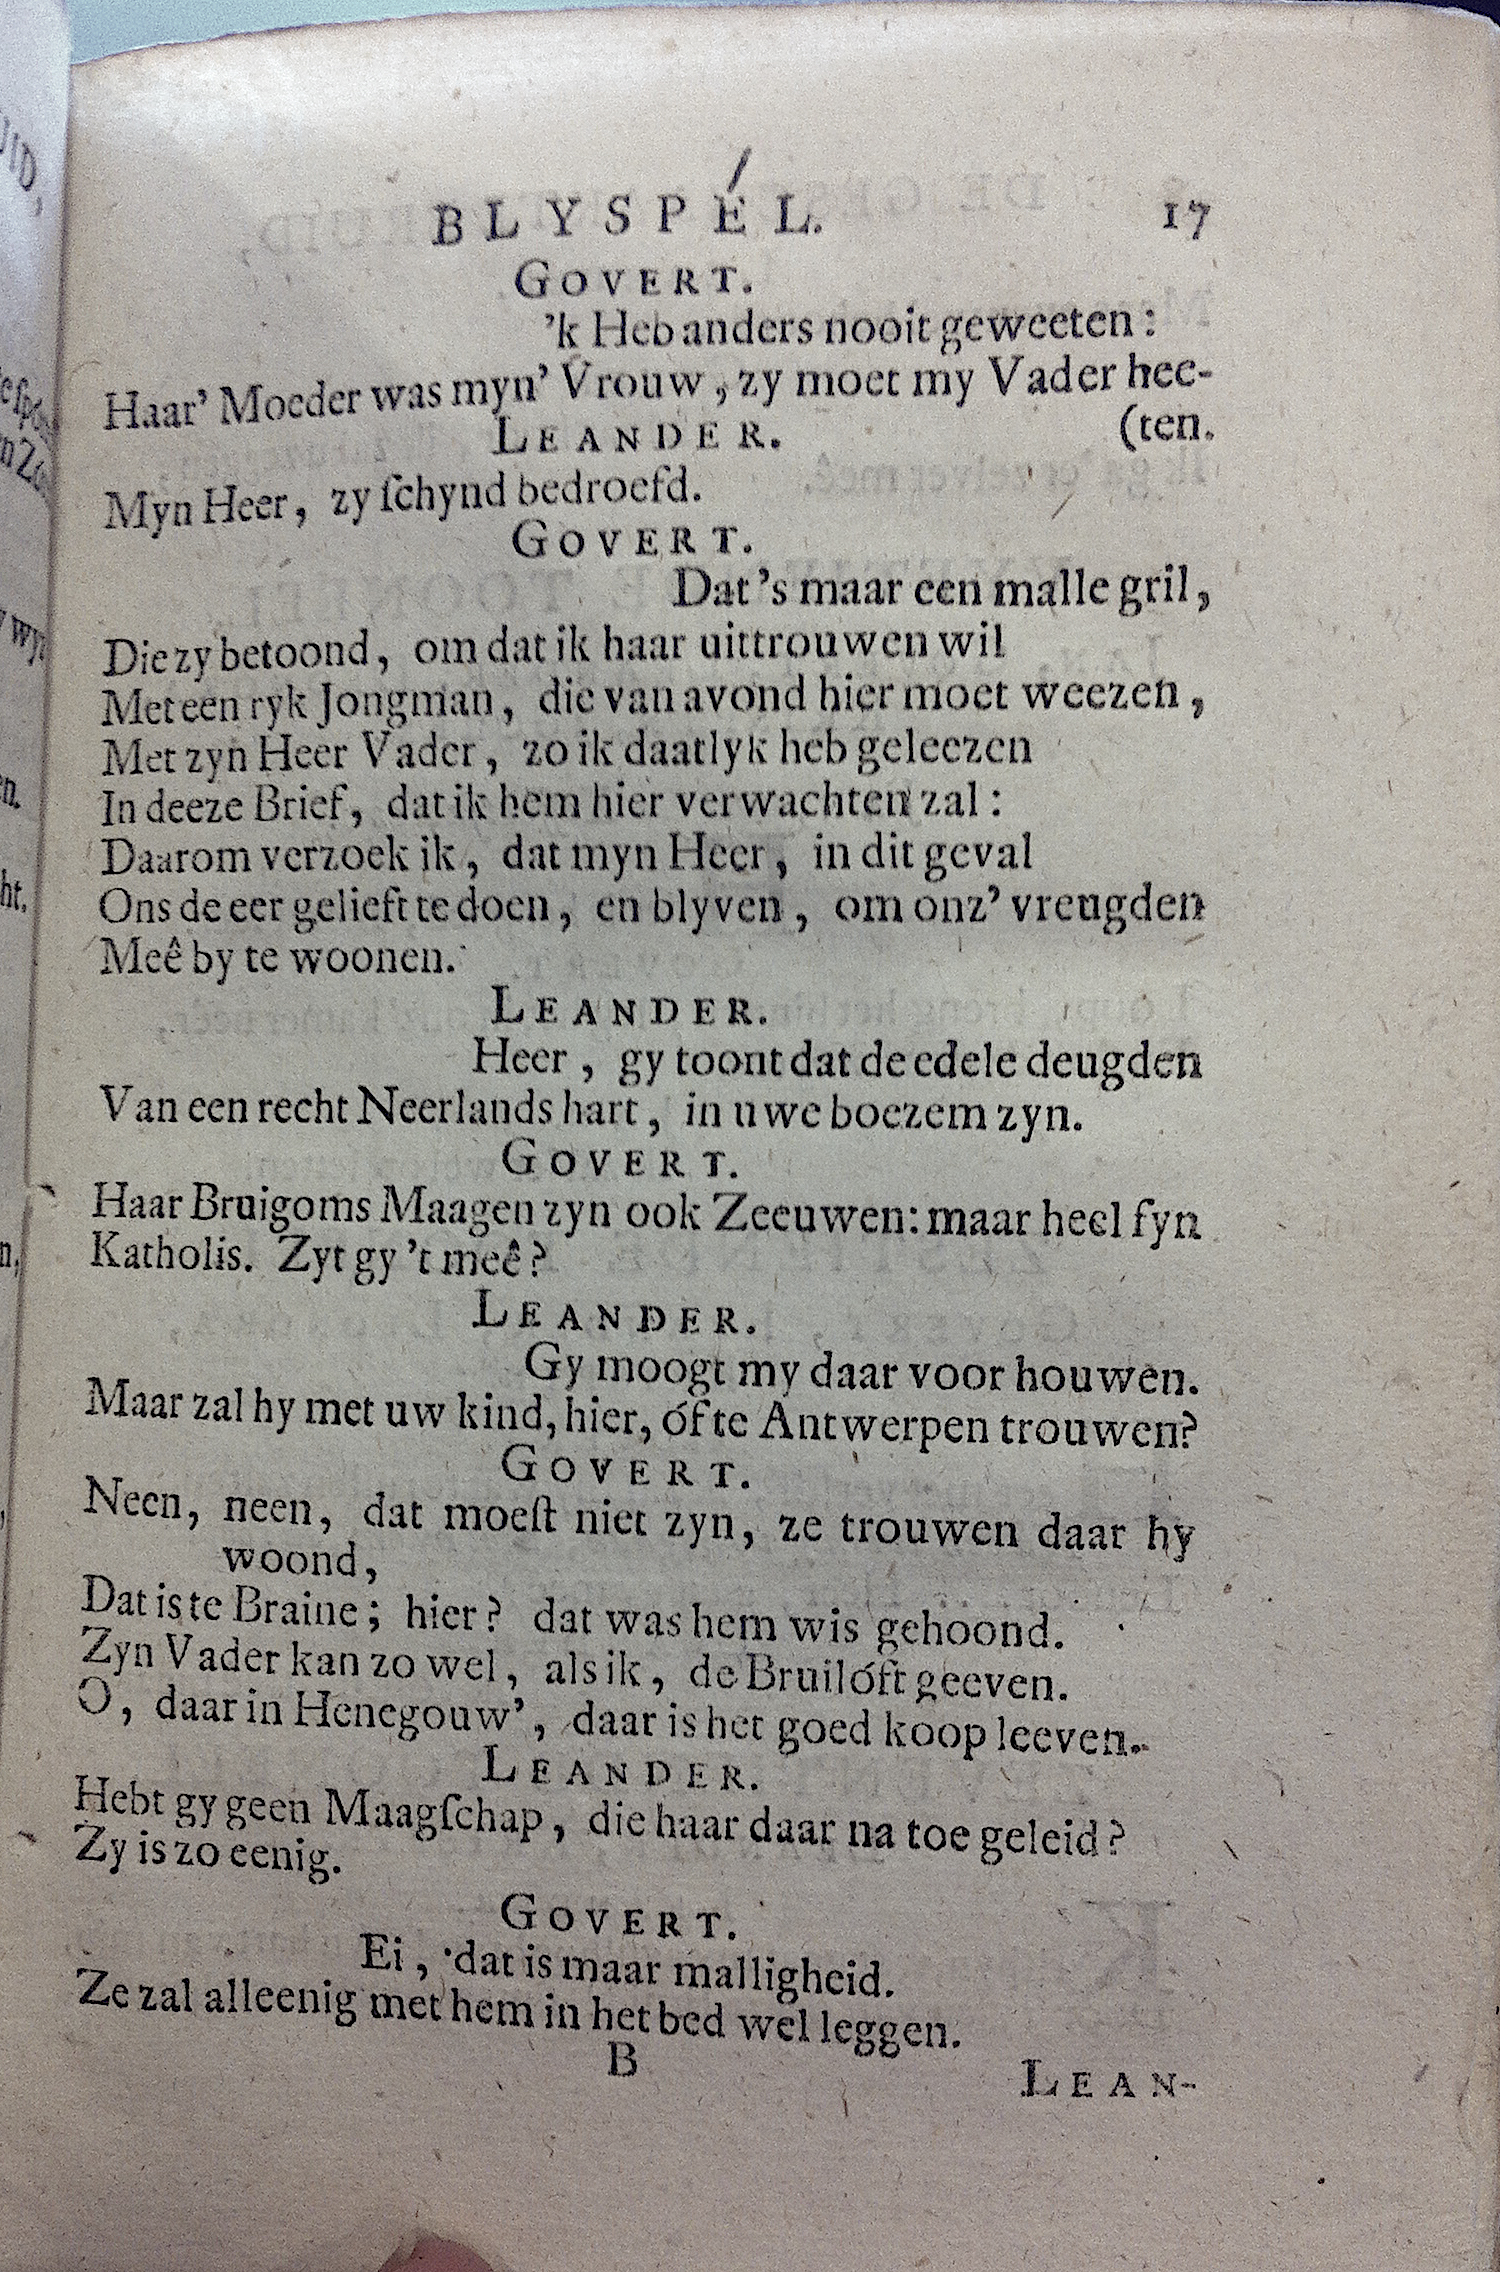 BLYSPÉL. 17
GOVERT.
'k Heb anders nooit geweeten:
Haar' Moeder was myn' Vrouw, zy moet my Vader hee-
(ten.
LEANDER.
Myn Heer, zy ſchynd bedroefd.
GOVERT.
Dat 's maar een malle gril,
Die zy betoond, om dat ik haar uittrouwen wil
Met een ryk Jongman, die van avond hier moet weezen,
Met zyn Heer Vader, zo ik daatlyk heb geleezen
In deeze Brief, dat ik hem hier verwachten zal:
Daarom verzoek ik, dat myn Heer, in dit geval
Ons de eer gelieft te doen, en blyven, om onz' vreugden
Meê by te woonen.
LEANDER.
Heer, gy toont dat de edele deugden
Van een recht Neerlands hart, in uwe boezem zyn.
GOVERT.
Haar Bruigoms Maagen zyn ook Zeeuwen: maar heel fyn
Katholis. Zyt gy 't meê?
LEANDER.
Gy moogt my daar voor houwen.
Maar zal hy met uw kind, hier, óf te Antwerpen trouwen?
GOVERT.
Neen, neen, dat moeſt niet zyn, ze trouwen daar hy
woond,
Dat is te Braine; hier? dat was hem wis gehoond.
Zyn Vader kan zo wel, als ik, de Bruilóft geeven.
O, daar in Henegouw', daar is het goed koop leeven.
LEANDER.
Hebt gy geen Maagſchap, die haar daar na toe geleid?
Zy is zo eenig.
GOVERT.
Ei, dat is maar malligheid.
Ze zal alleenig met hem in het bed wel leggen.
B
LEAN-